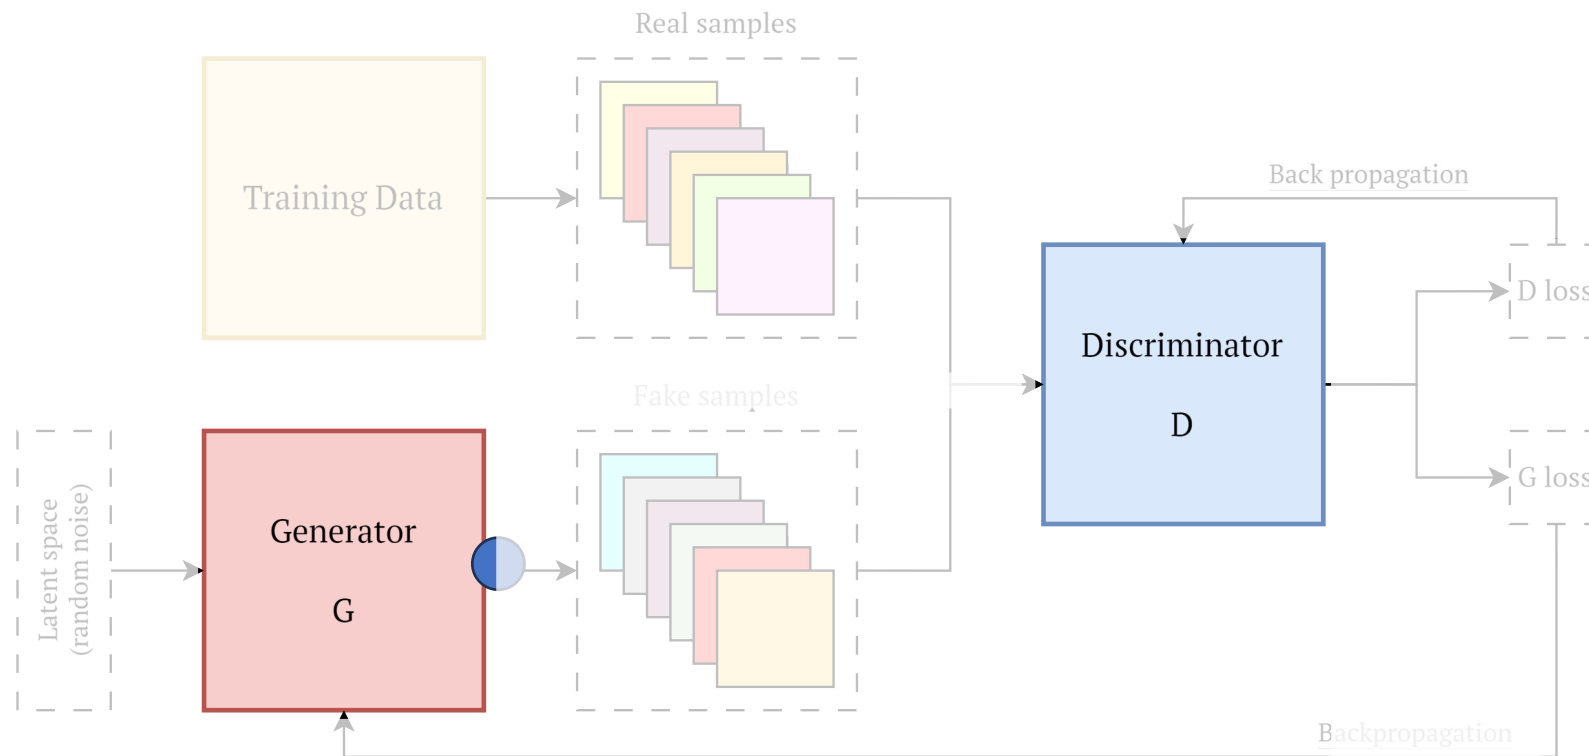 Real samples
Training Data
Back propagation
D loss
Discriminator
D
Fake samples
G loss
Latent space
(random noise)
Generator
G
Backpropagation